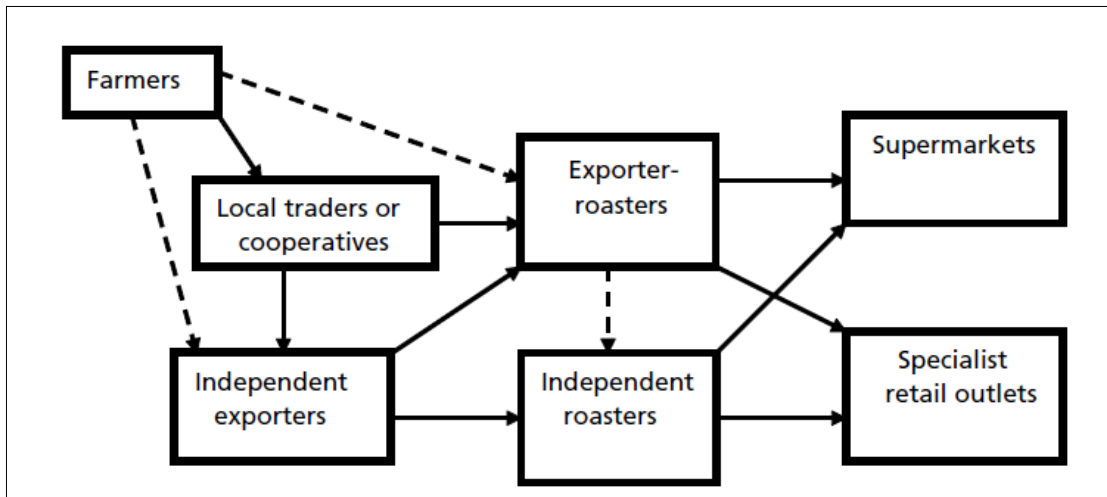 Farmers
Local traders or
cooperatives
Independent
exporters
Exporter-
roasters
Independent
roasters
Supermarkets
Specialist
retail outlets